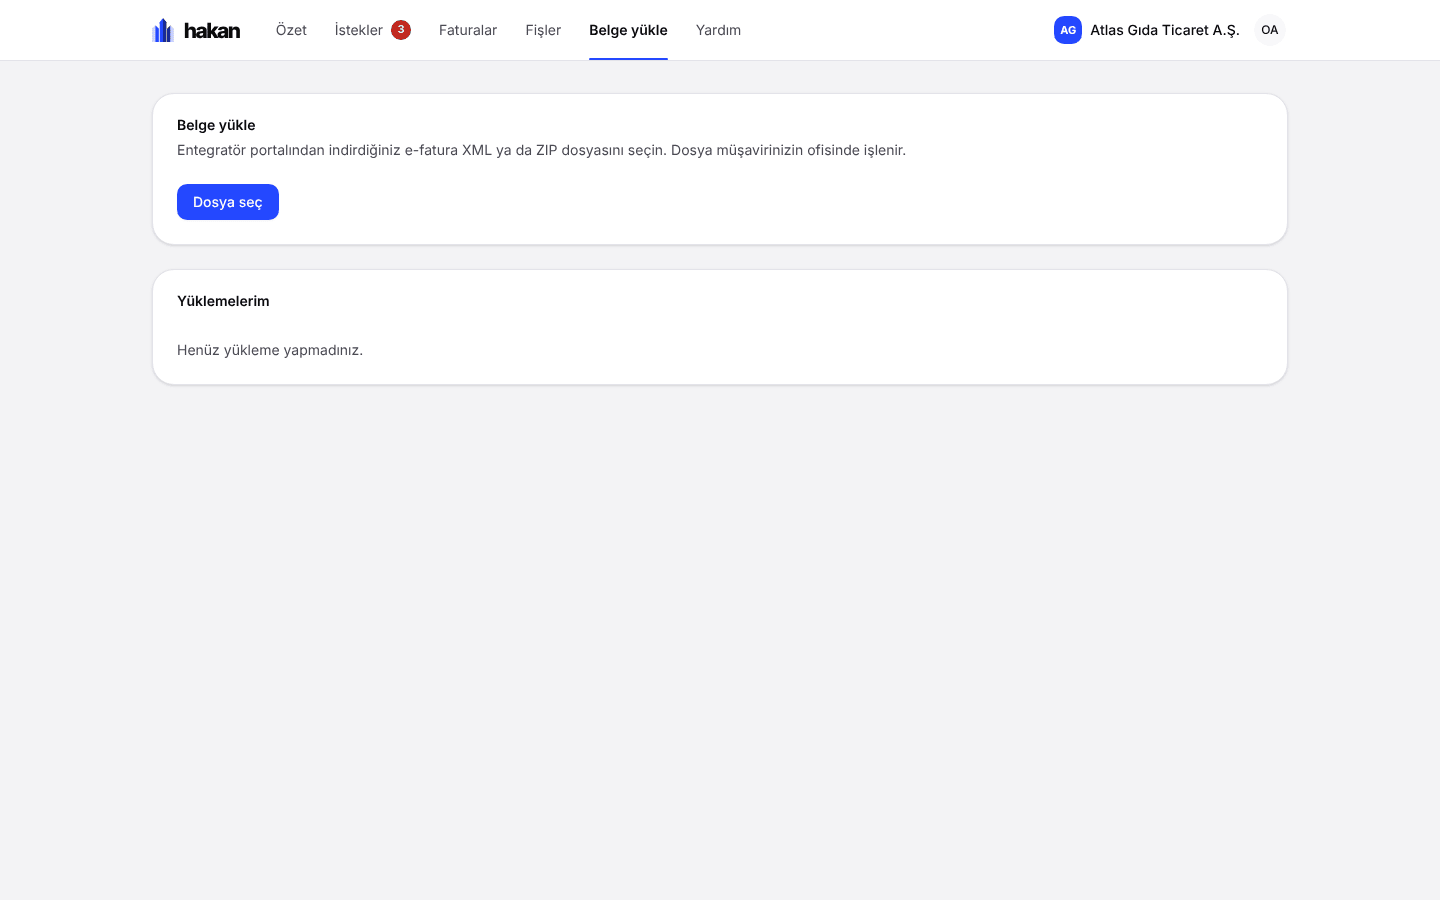 hakan
Özet
İstekler 3
Faturalar
Fişler
Belge yükle
Yardım
AG Atlas Gıda Ticaret A.Ş.
OA
Belge yükle
Entegratör portalından indirdiğiniz e-fatura XML ya da ZIP dosyasını seçin. Dosya müşavirinizin ofisinde işlenir.
Dosya seç
Yüklemelerim
Henüz yükleme yapmadınız.